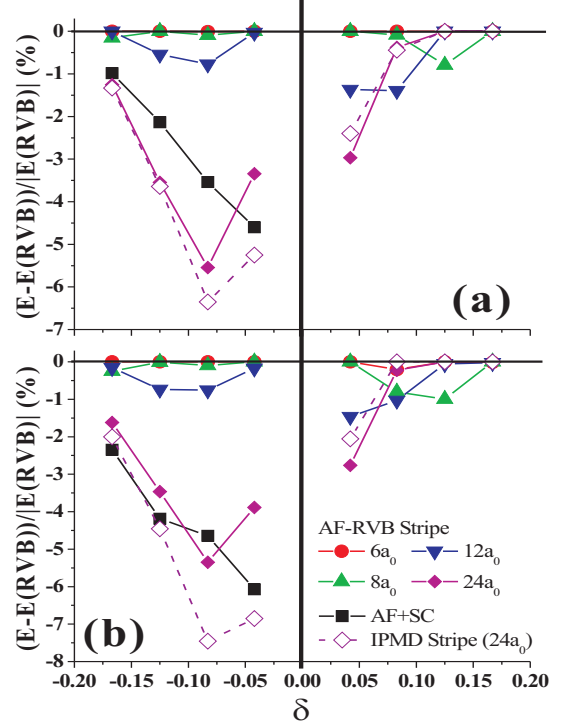 0
-1
-2
-3
-4
-5
-6
-7
(E-E(RVB))/|E(RVB)| (%)
(a)
0
-1
-2
-3
-4
-5
-6
-7
-8
(E-E(RVB))/|E(RVB)| (%)
(b)
AF-RVB Stripe
6a₀ 12a₀
8a₀ 24a₀
AF+SC
IPMD Stripe (24a₀)
-0.20 -0.15 -0.10 -0.05 0.00 0.05 0.10 0.15 0.20
δ